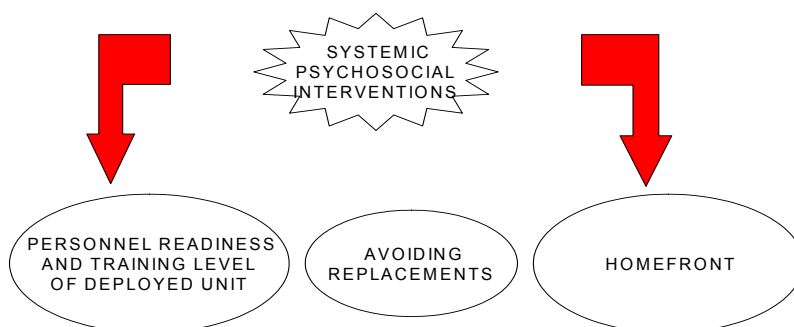 SYSTEMIC
PSYCHOSOCIAL
INTERVENTIONS
PERSONNEL READINESS
AND TRAINING LEVEL
OF DEPLOYED UNIT
AVOIDING
REPLACEMENTS
HOMEFRONT